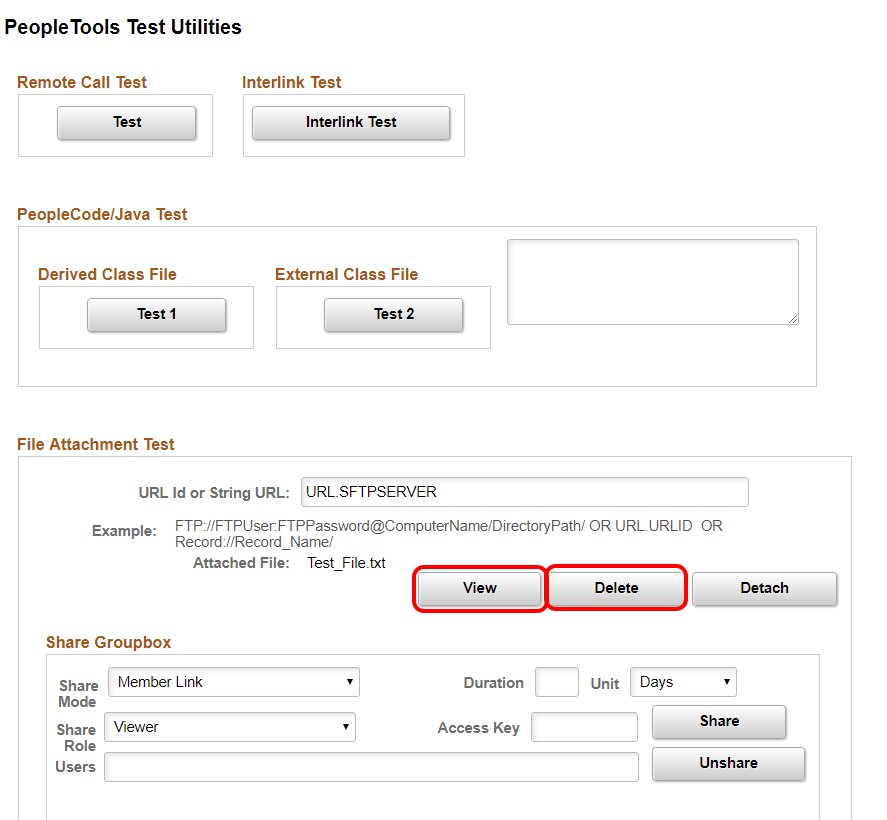 PeopleTools Test Utilities
Remote Call Test Interlink Test
Test Interlink Test
PeopleCode/Java Test
Derived Class File External Class File
Test 1 Test 2
File Attachment Test
URL Id or String URL: URL.SFTPSERVER
Example: FTP://FTPUser:FTPPassword@ComputerName/DirectoryPath/ OR URL.URLID  OR
Record://Record_Name/
Attached File: Test_File.txt
View Delete Detach
Share Groupbox
Share Mode Member Link Duration Unit Days
Share Role Viewer Access Key Share
Users Unshare